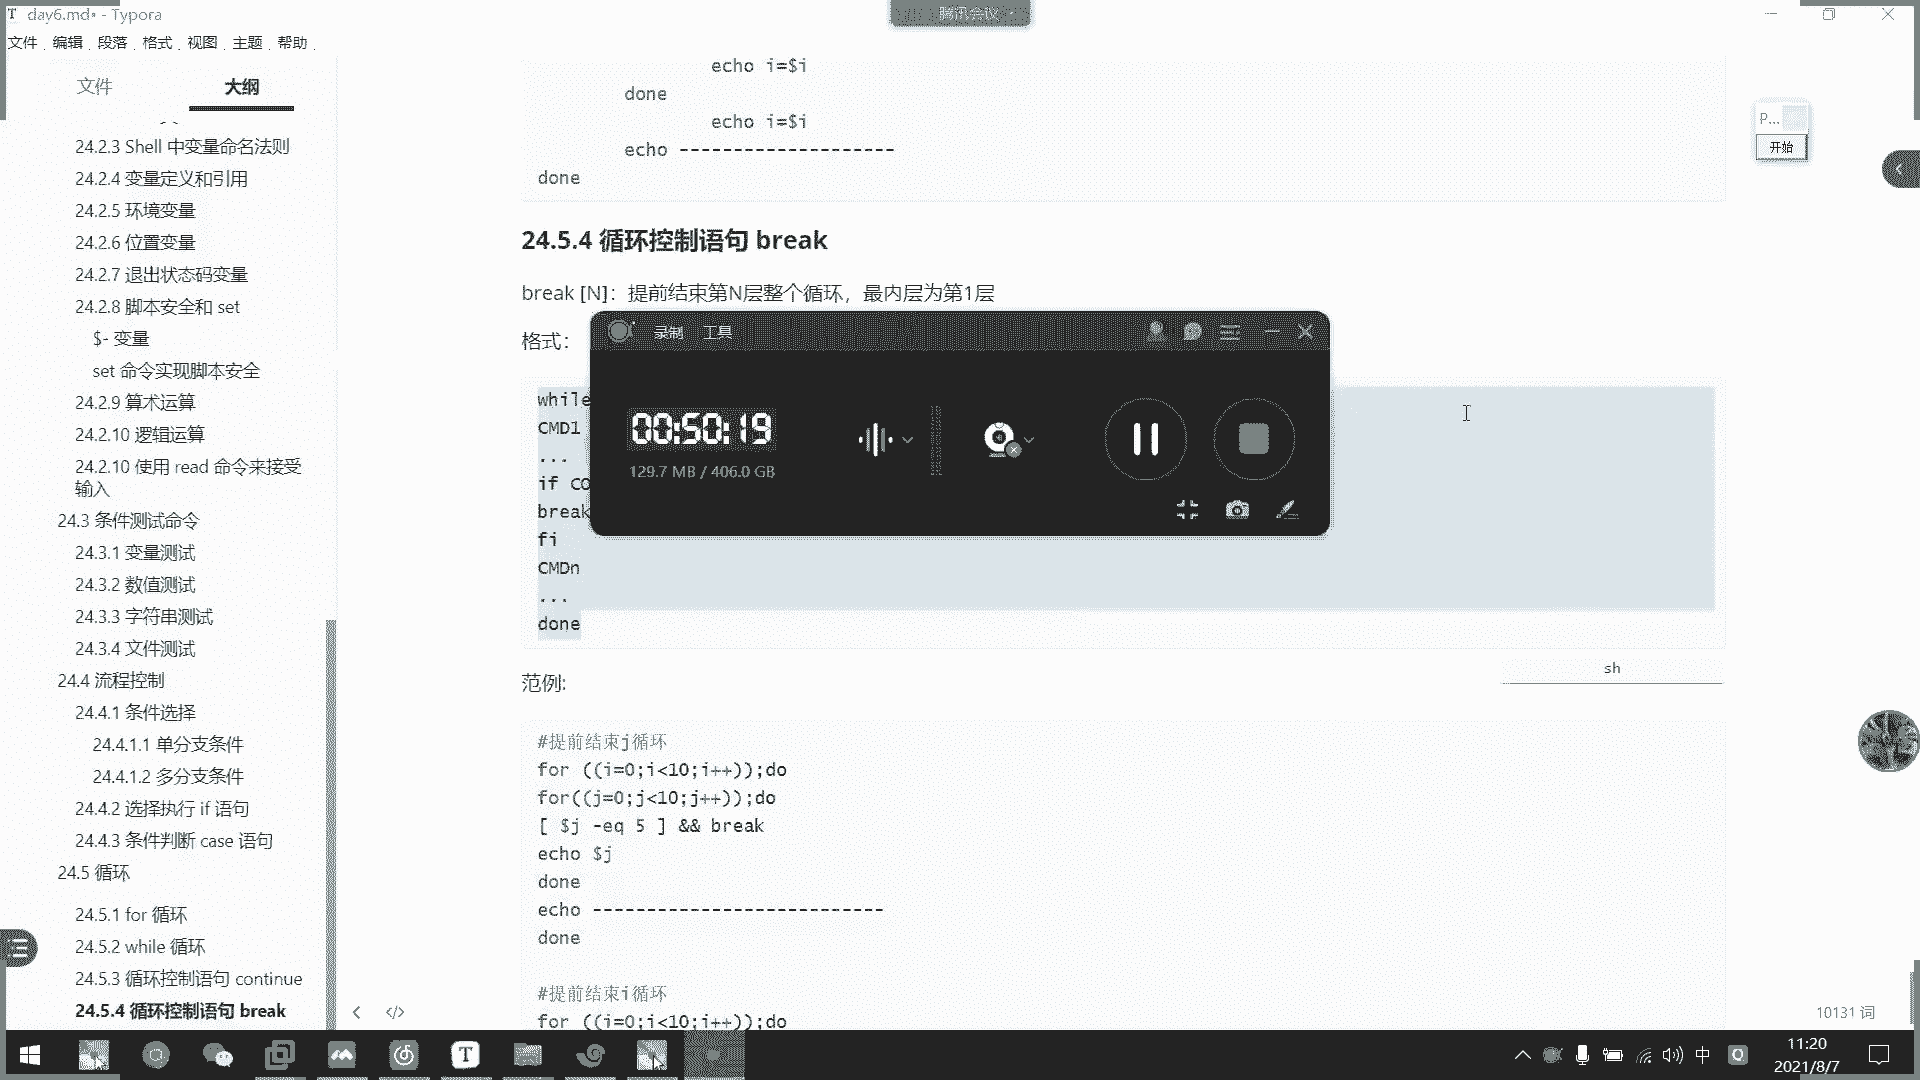 day6.md• - Typora
腾讯会议
文件 编辑 段落 格式 视图 主题 帮助
文件
大纲
24.2.3 Shell 中变量命名法则
24.2.4 变量定义和引用
24.2.5 环境变量
24.2.6 位置变量
24.2.7 退出状态码变量
24.2.8 脚本安全和 set
$- 变量
set 命令实现脚本安全
24.2.9 算术运算
24.2.10 逻辑运算
24.2.10 使用 read 命令来接受
输入
24.3 条件测试命令
24.3.1 变量测试
24.3.2 数值测试
24.3.3 字符串测试
24.3.4 文件测试
24.4 流程控制
24.4.1 条件选择
24.4.1.1 单分支条件
24.4.1.2 多分支条件
24.4.2 选择执行 if 语句
24.4.3 条件判断 case 语句
24.5 循环
24.5.1 for 循环
24.5.2 while 循环
24.5.3 循环控制语句 continue
24.5.4 循环控制语句 break
echo i=$i
done
echo i=$i
echo --------------------
done
24.5.4 循环控制语句 break
break [N]：提前结束第N层整个循环，最内层为第1层
格式：
while
CMD1
...
if CO
break
fi
CMDn
...
done
sh
范例:
#提前结束j循环
for ((i=0;i<10;i++));do
for((j=0;j<10;j++));do
[ $j -eq 5 ] && break
echo $j
done
echo ---------------------------
done
#提前结束i循环
for ((i=0;i<10;i++));do
录制 工具
00:50:19
129.7 MB / 406.0 GB
P...
开始
</>
10131 词
中
11:20
2021/8/7